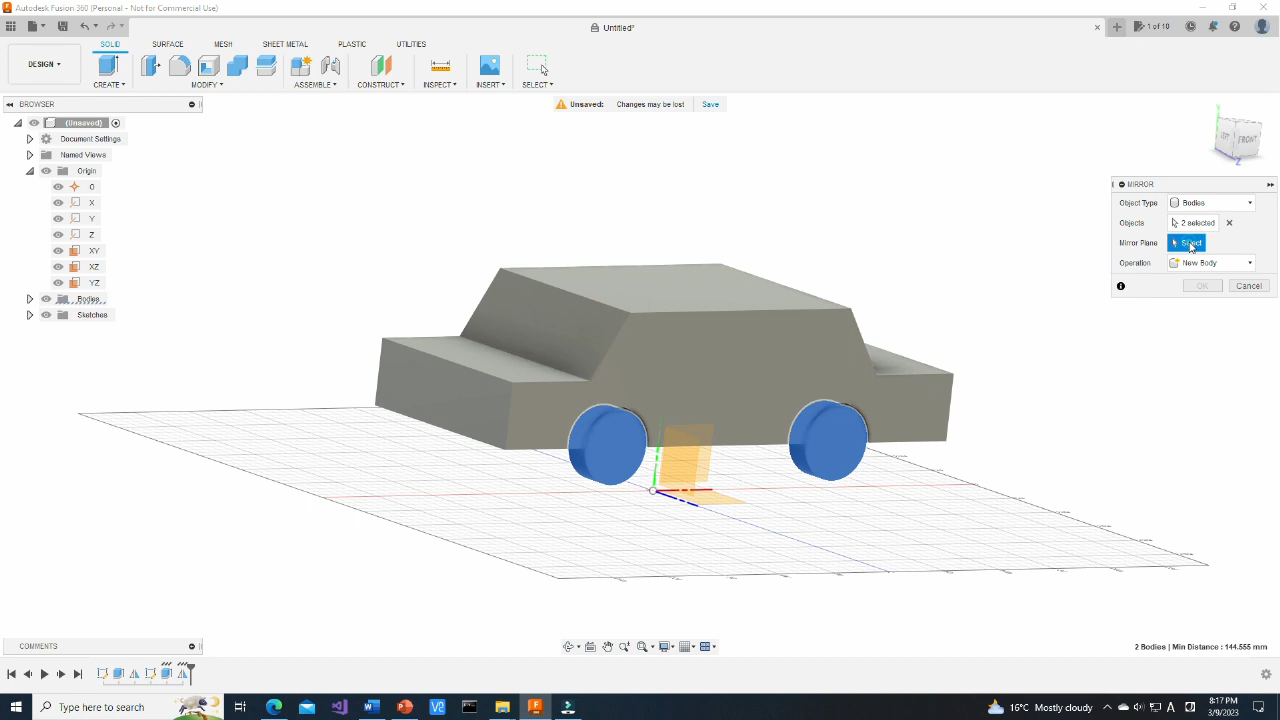 Autodesk Fusion 360 (Personal - Not for Commercial Use)
Untitled*
1 of 10
DESIGN
SOLID SURFACE MESH SHEET METAL PLASTIC UTILITIES
CREATE MODIFY ASSEMBLE CONSTRUCT INSPECT INSERT SELECT
BROWSER
Unsaved: Changes may be lost Save
(Unsaved)
Document Settings
Named Views
Origin
O
X
Y
Z
XY
XZ
YZ
Bodies
Sketches
Y
LEFT FRONT
Z
MIRROR
Object Type Bodies
Objects 2 selected
Mirror Plane Select
Operation New Body
OK Cancel
COMMENTS
2 Bodies | Min Distance : 144.555 mm
Type here to search
15°C Mostly cloudy
8:17 PM
3/9/2023